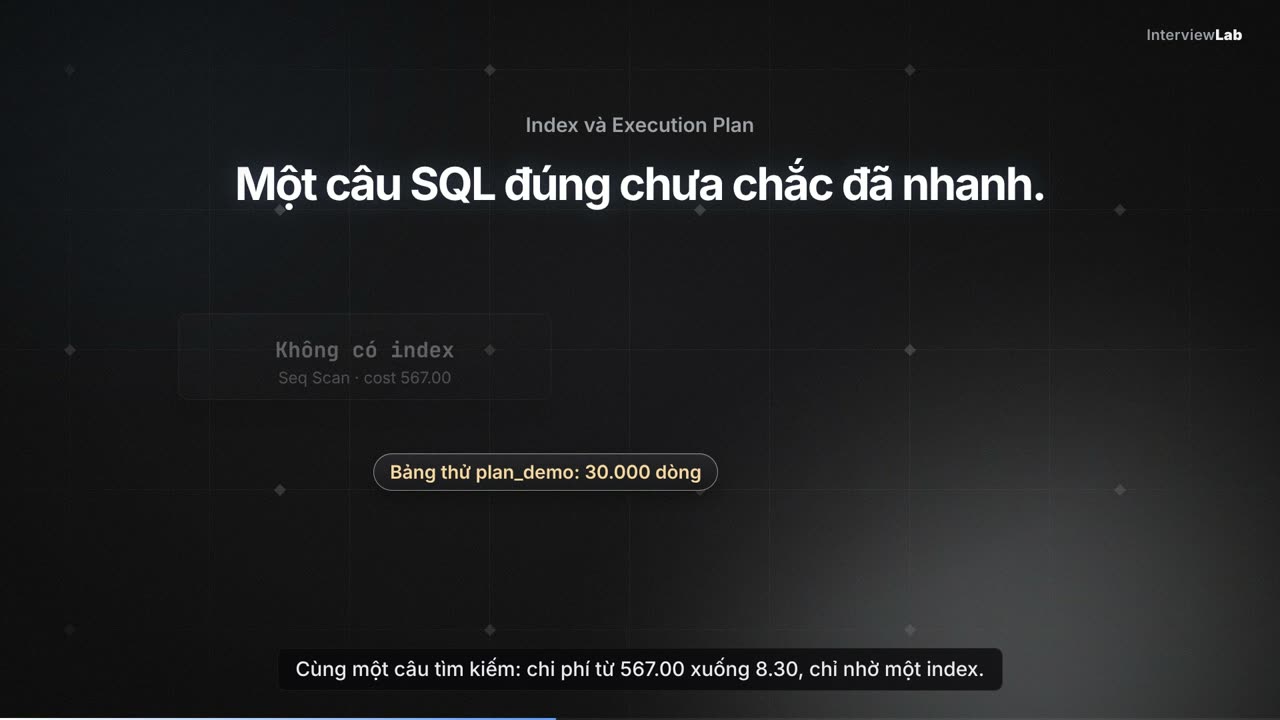 InterviewLab
Index và Execution Plan
Một câu SQL đúng chưa chắc đã nhanh.
Không có index
Seq Scan · cost 567.00
Bảng thử plan_demo: 30.000 dòng
Cùng một câu tìm kiếm: chi phí từ 567.00 xuống 8.30, chỉ nhờ một index.